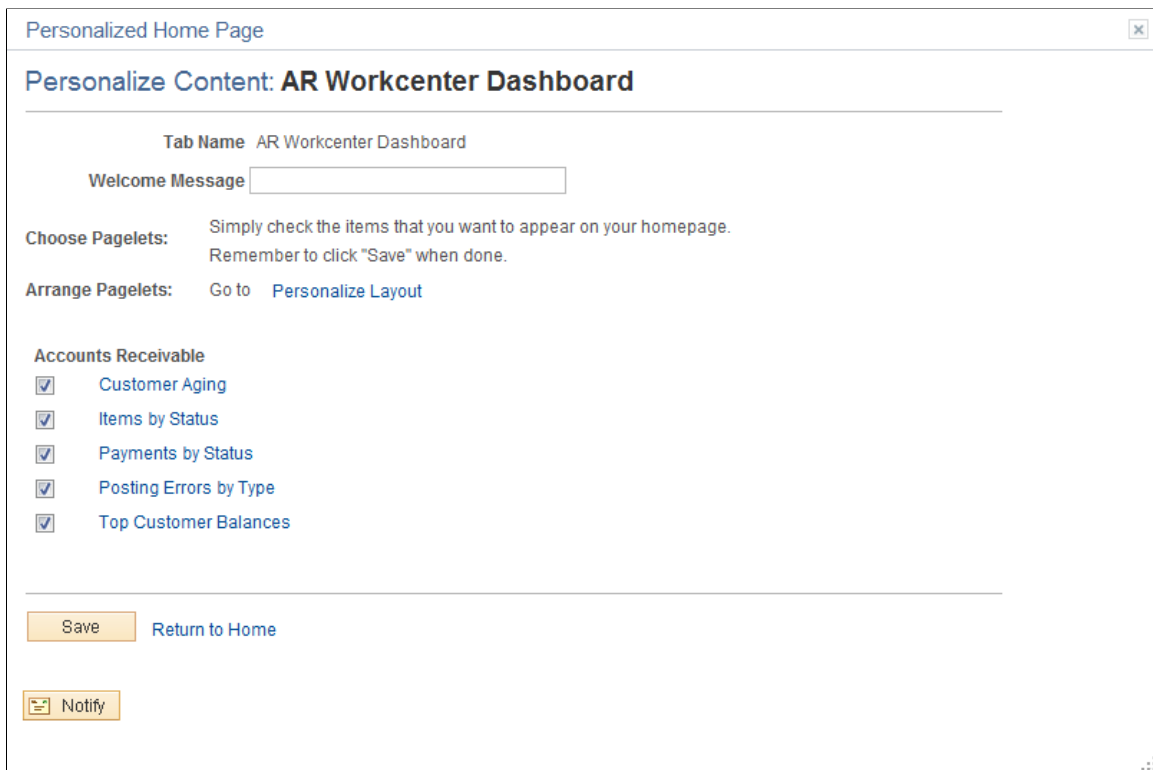 Personalized Home Page
Personalize Content: AR Workcenter Dashboard
Tab Name AR Workcenter Dashboard
Welcome Message
Choose Pagelets: Simply check the items that you want to appear on your homepage.
Remember to click "Save" when done.
Arrange Pagelets: Go to Personalize Layout
Accounts Receivable
Customer Aging
Items by Status
Payments by Status
Posting Errors by Type
Top Customer Balances
Save Return to Home
Notify